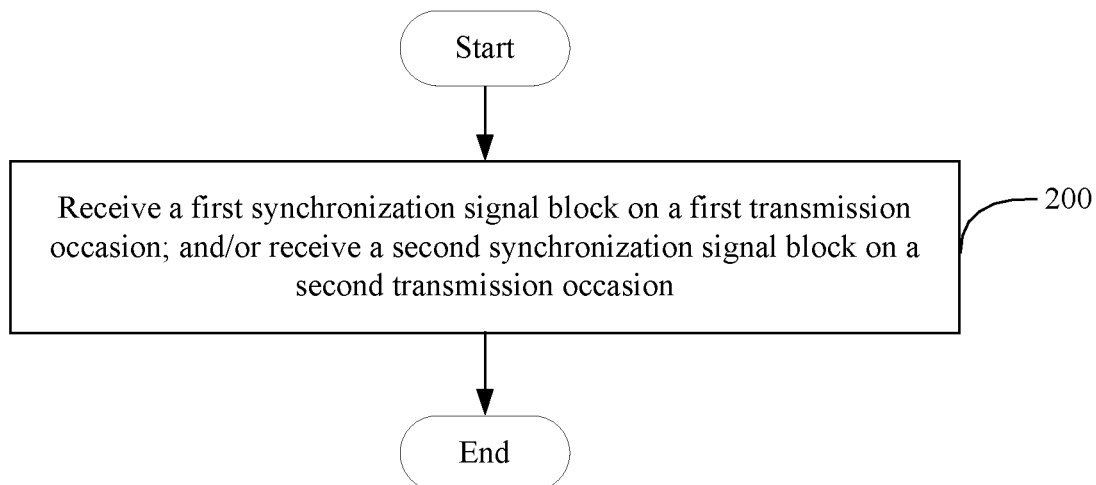 Start
Receive a first synchronization signal block on a first transmission
occasion; and/or receive a second synchronization signal block on a
second transmission occasion
200
End